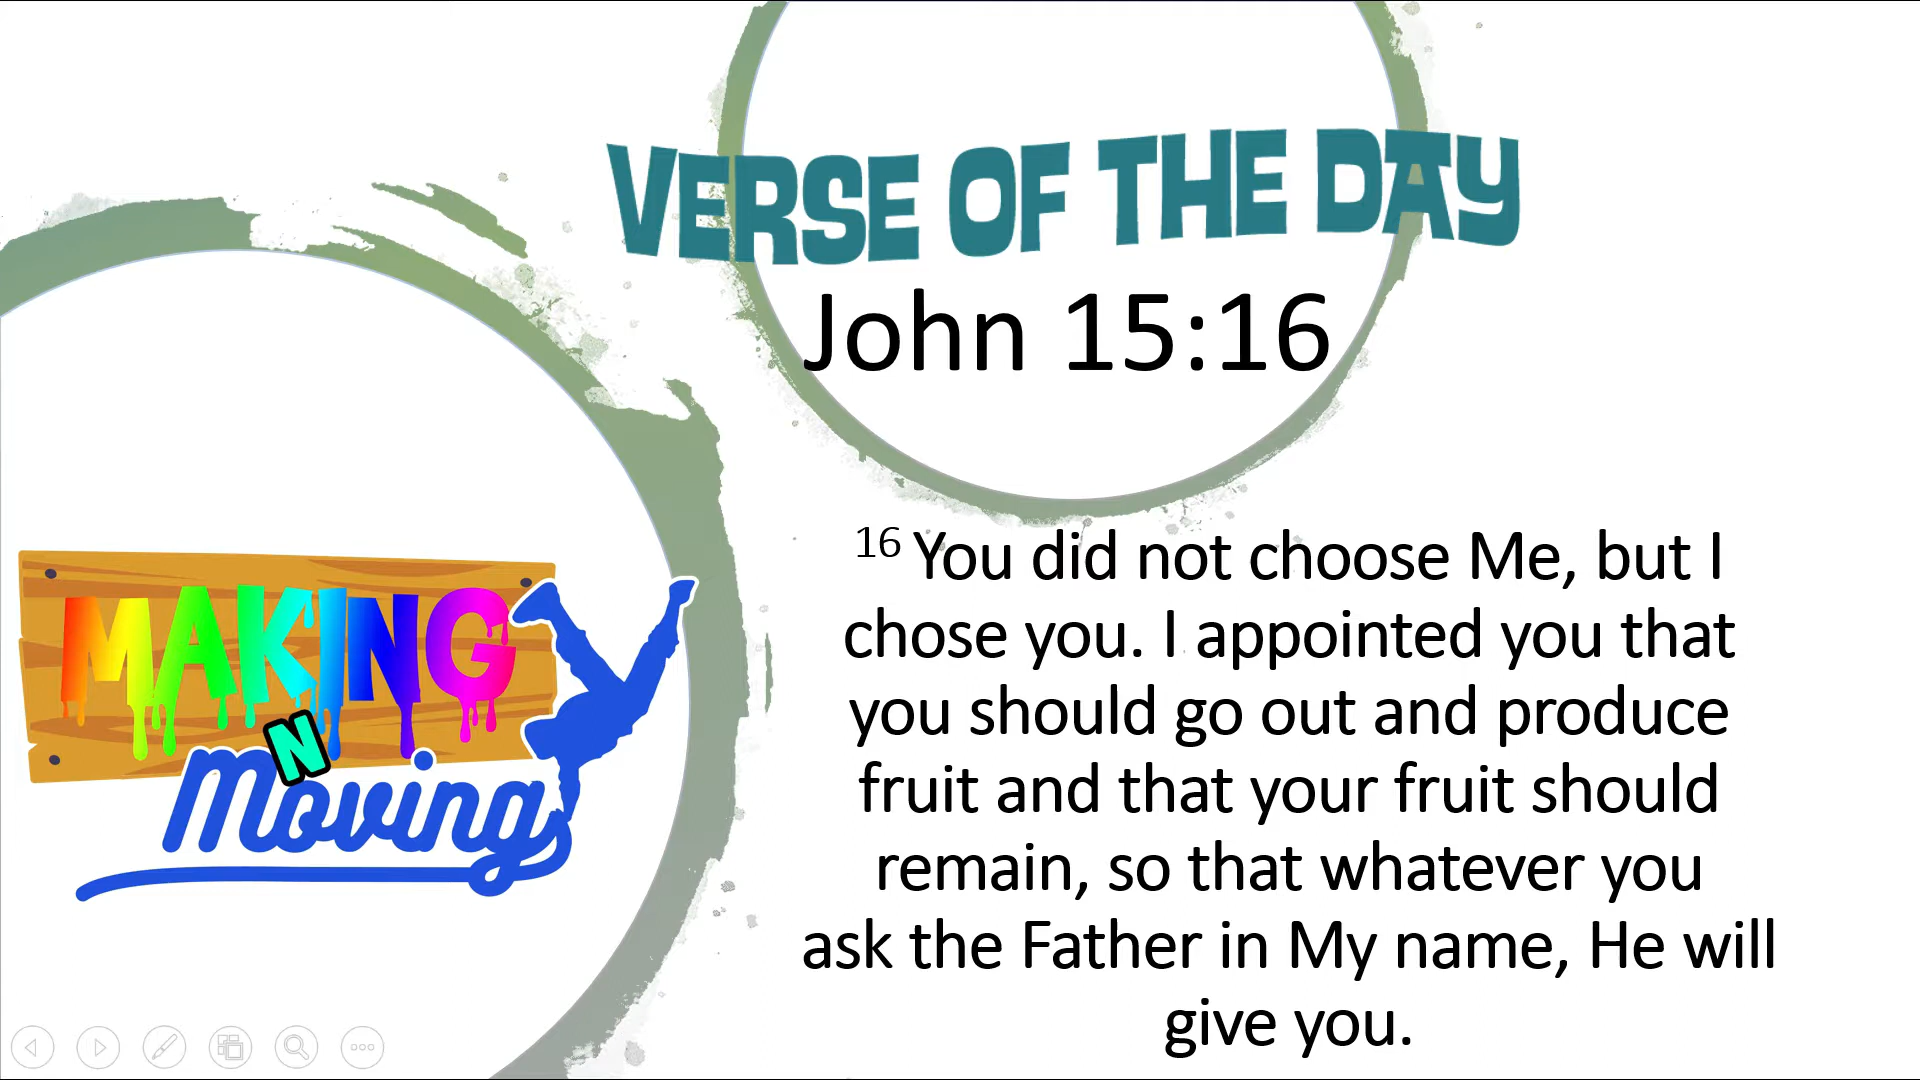 VERSE OF THE DAY
John 15:16
MAKING
N
Moving
16 You did not choose Me, but I
chose you. I appointed you that
you should go out and produce
fruit and that your fruit should
remain, so that whatever you
ask the Father in My name, He will
give you.